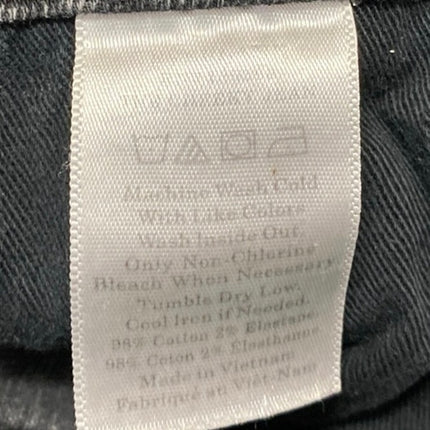 Machine Wash Cold
With Like Colors
Wash Inside Out.
Only Non-Chlorine
Bleach When Necessary
Tumble Dry Low.
Cool Iron if Needed.
98% Cotton 2% Elastane
98% Coton 2% Elasthanne
Made in Vietnam
Fabriqué au Viêt-Nam